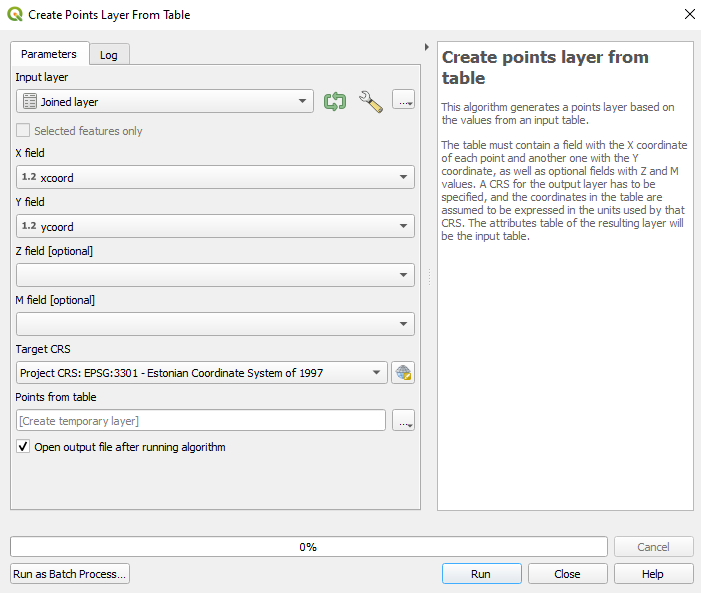 Create Points Layer From Table
Parameters
Log
Input layer
Joined layer
...
Selected features only
X field
1.2 xcoord
Y field
1.2 ycoord
Z field [optional]
M field [optional]
Target CRS
Project CRS: EPSG:3301 - Estonian Coordinate System of 1997
Points from table
[Create temporary layer]
...
Open output file after running algorithm
Create points layer from
table
This algorithm generates a points layer based on
the values from an input table.
The table must contain a field with the X coordinate
of each point and another one with the Y
coordinate, as well as optional fields with Z and M
values. A CRS for the output layer has to be
specified, and the coordinates in the table are
assumed to be expressed in the units used by that
CRS. The attributes table of the resulting layer will
be the input table.
0%
Cancel
Run as Batch Process...
Run
Close
Help